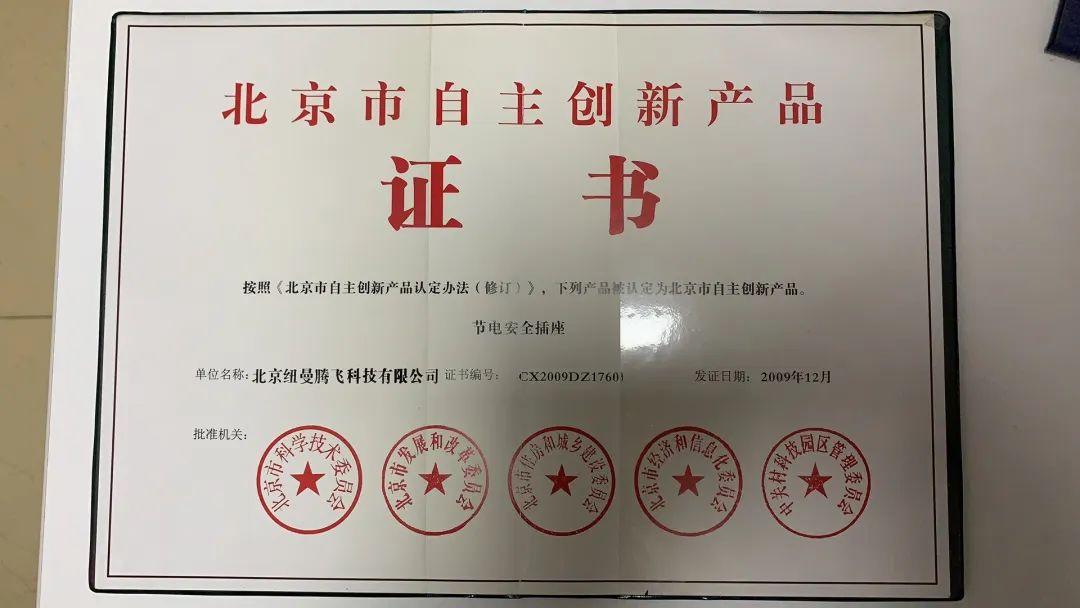 北京市自主创新产品
证书
按照《北京市自主创新产品认定办法（修订）》，下列产品被认定为北京市自主创新产品。
节电安全插座
单位名称：北京纽曼腾飞科技有限公司 证书编号： CX2009DZ1760 发证日期： 2009年12月
批准机关：
北京市科学技术委员会
北京市发展和改革委员会
北京市住房和城乡建设委员会
北京市经济和信息化委员会
中关村科技园区管理委员会